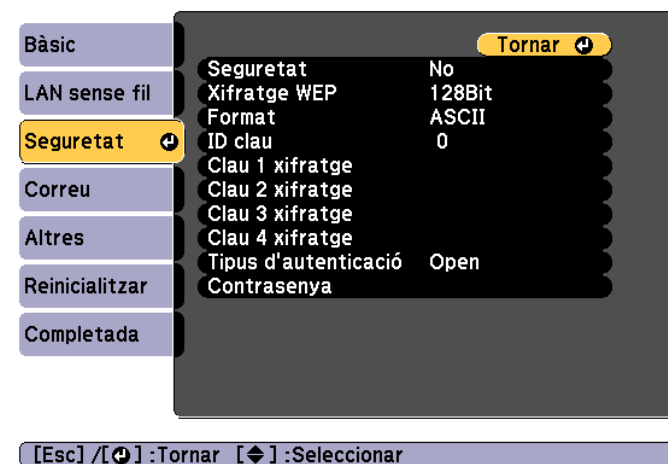 Bàsic
LAN sense fil
Seguretat
Correu
Altres
Reinicialitzar
Completada
Tornar
Seguretat No
Xifratge WEP 128Bit
Format ASCII
ID clau 0
Clau 1 xifratge
Clau 2 xifratge
Clau 3 xifratge
Clau 4 xifratge
Tipus d'autenticació Open
Contrasenya
[Esc] /[ ] :Tornar [ ] :Seleccionar